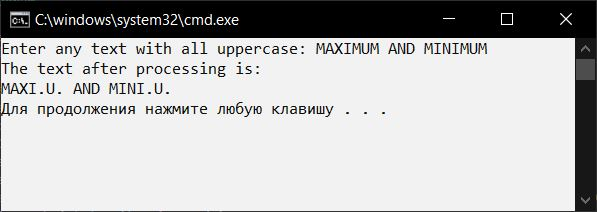 C:\windows\system32\cmd.exe
Enter any text with all uppercase: MAXIMUM AND MINIMUM
The text after processing is:
MAXI.U. AND MINI.U.
Для продолжения нажмите любую клавишу . . .